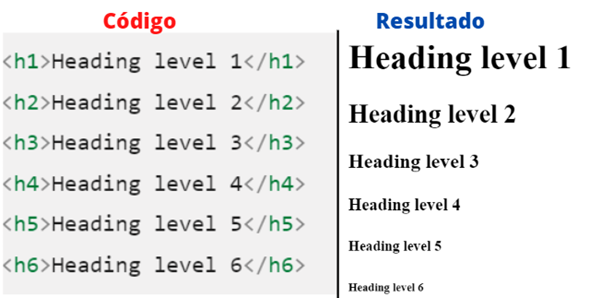 Código
<h1>Heading level 1</h1>
<h2>Heading level 2</h2>
<h3>Heading level 3</h3>
<h4>Heading level 4</h4>
<h5>Heading level 5</h5>
<h6>Heading level 6</h6>
Resultado
Heading level 1
Heading level 2
Heading level 3
Heading level 4
Heading level 5
Heading level 6